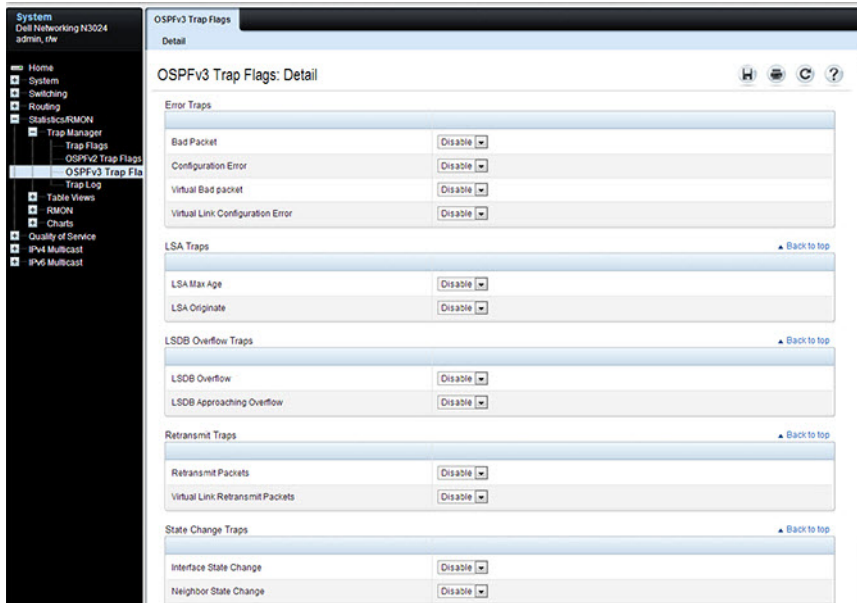 System
Dell Networking N3024
admin, r/w
Home
System
Switching
Routing
Statistics/RMON
Trap Manager
Trap Flags
OSPFv2 Trap Flags
OSPFv3 Trap Fla
Trap Log
Table Views
RMON
Charts
Quality of Service
IPv4 Multicast
IPv6 Multicast
OSPFv3 Trap Flags
Detail
OSPFv3 Trap Flags: Detail
Error Traps
Bad Packet Disable
Configuration Error Disable
Virtual Bad packet Disable
Virtual Link Configuration Error Disable
LSA Traps Back to top
LSA Max Age Disable
LSA Originate Disable
LSDB Overflow Traps Back to top
LSDB Overflow Disable
LSDB Approaching Overflow Disable
Retransmit Traps Back to top
Retransmit Packets Disable
Virtual Link Retransmit Packets Disable
State Change Traps Back to top
Interface State Change Disable
Neighbor State Change Disable